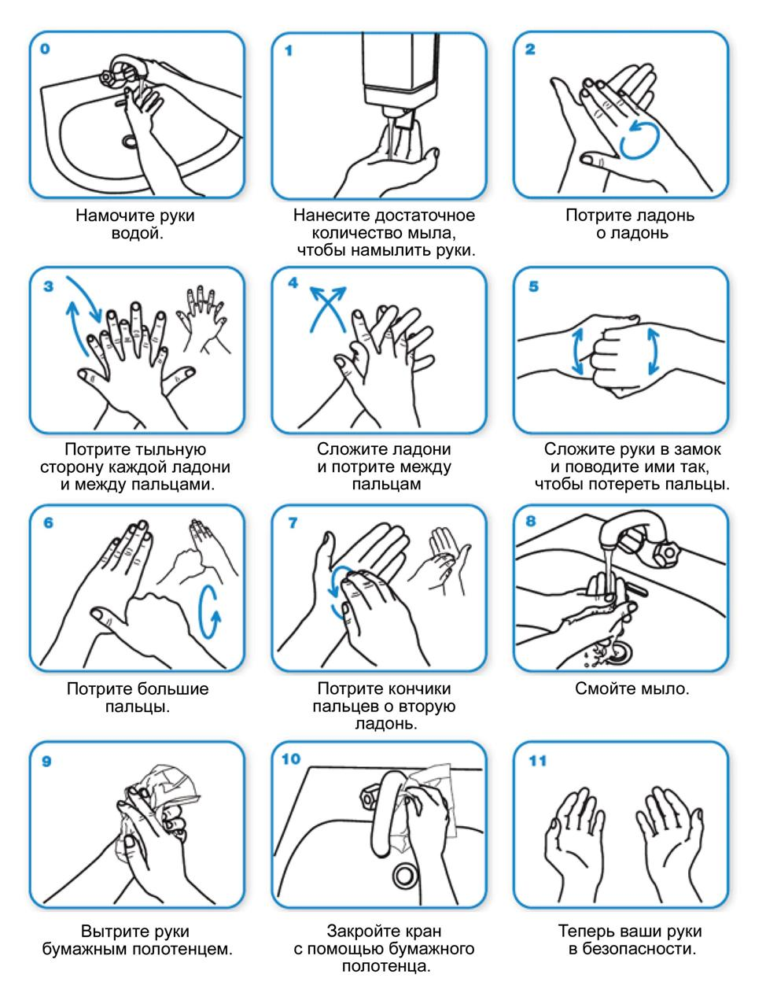 0
Намочите руки
водой.
1
Нанесите достаточное
количество мыла,
чтобы намылить руки.
2
Потрите ладонь
о ладонь
3
Потрите тыльную
сторону каждой ладони
и между пальцами.
4
Сложите ладони
и потрите между
пальцам
5
Сложите руки в замок
и поводите ими так,
чтобы потереть пальцы.
6
Потрите большие
пальцы.
7
Потрите кончики
пальцев о вторую
ладонь.
8
Смойте мыло.
9
Вытрите руки
бумажным полотенцем.
10
Закройте кран
с помощью бумажного
полотенца.
11
Теперь ваши руки
в безопасности.